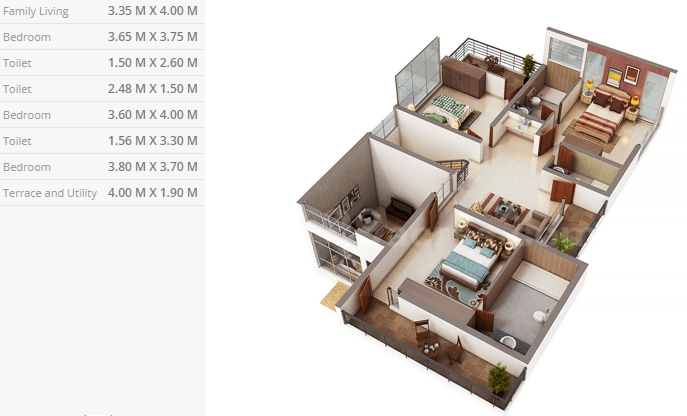 Family Living 3.35 M X 4.00 M
Bedroom 3.65 M X 3.75 M
Toilet 1.50 M X 2.60 M
Toilet 2.48 M X 1.50 M
Bedroom 3.60 M X 4.00 M
Toilet 1.56 M X 3.30 M
Bedroom 3.80 M X 3.70 M
Terrace and Utility 4.00 M X 1.90 M